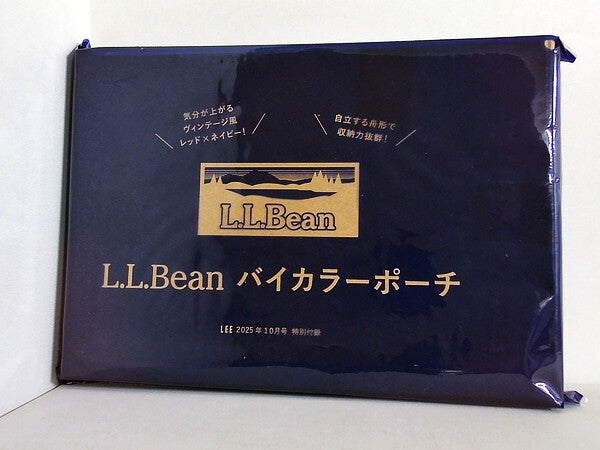 気分が上がる
ヴィンテージ風
レッド×ネイビー!
自立する舟形で
収納力抜群!
L.L.Bean
L.L.Bean バイカラーポーチ
LEE 2025年10月号 特別付録